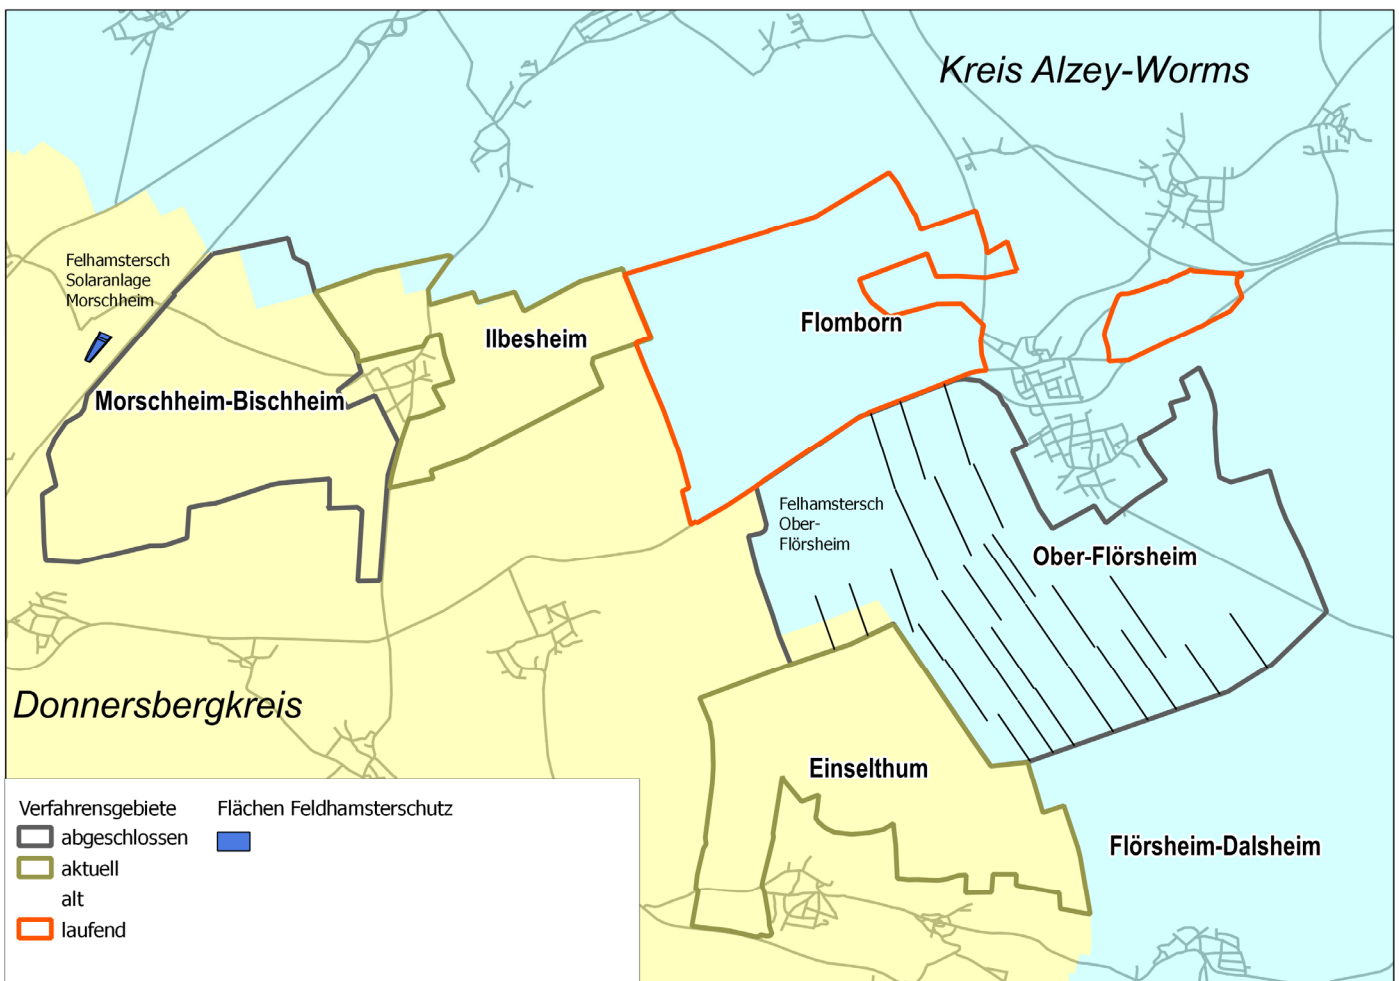 Kreis Alzey-Worms
Felhamstersch
Solaranlage
Morschheim
Flomborn
Ilbesheim
Morschheim-Bischheim
Felhamstersch
Ober-
Flörsheim
Ober-Flörsheim
Donnersbergkreis
Einselthum
Flörsheim-Dalsheim
Verfahrensgebiete
abgeschlossen
aktuell
alt
laufend
Flächen Feldhamsterschutz